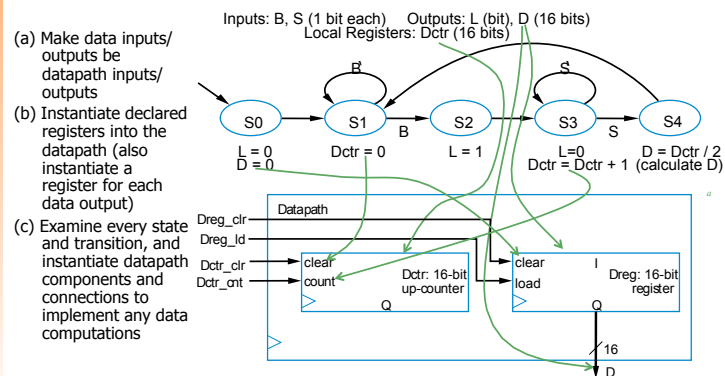 Inputs: B, S (1 bit each) Outputs: L (bit), D (16 bits)
Local Registers: Dctr (16 bits)
(a) Make data inputs/
outputs be
datapath inputs/
outputs
(b) Instantiate declared
registers into the
datapath (also
instantiate a
register for each
data output)
(c) Examine every state
and transition, and
instantiate datapath
components and
connections to
implement any data
computations
B'
S'
S0
S1
B
S2
S3
S
S4
L = 0
D = 0
Dctr = 0
L = 1
L=0
Dctr = Dctr + 1
D = Dctr / 2
(calculate D)
a
Datapath
Dreg_clr
Dreg_ld
Dctr_clr
Dctr_cnt
clear
count
Dctr: 16-bit
up-counter
Q
clear
load
I
Dreg: 16-bit
register
Q
16
D